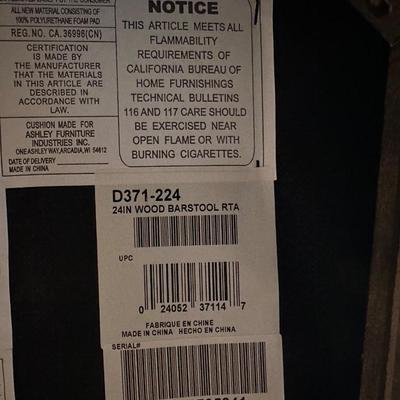 ALL NEW MATERIAL CONSISTING OF
100% POLYURETHANE FOAM PAD
REG. NO. CA. 36996(CN)
CERTIFICATION
IS MADE BY
THE MANUFACTURER
THAT THE MATERIALS
IN THIS ARTICLE ARE
DESCRIBED IN
ACCORDANCE WITH
LAW.
CUSHION MADE FOR
ASHLEY FURNITURE
INDUSTRIES INC.
ONE ASHLEY WAY, ARCADIA, WI 54612
DATE OF DELIVERY
MADE IN CHINA
NOTICE
THIS ARTICLE MEETS ALL
FLAMMABILITY
REQUIREMENTS OF
CALIFORNIA BUREAU OF
HOME FURNISHINGS
TECHNICAL BULLETINS
116 AND 117 CARE SHOULD
BE EXERCISED NEAR
OPEN FLAME OR WITH
BURNING CIGARETTES.
D371-224
24IN WOOD BARSTOOL RTA
UPC
0 24052 37114 7
FABRIQUE EN CHINE
MADE IN CHINA HECHO EN CHINA
SERIAL#